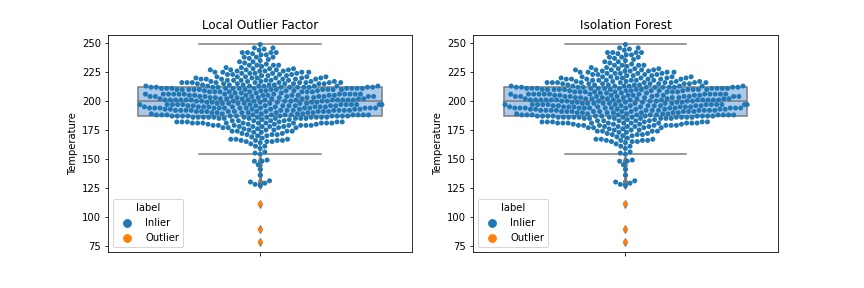 Local Outlier Factor
250
225
200
175
150
125
100
75
Temperature
label
Inlier
Outlier
Isolation Forest
250
225
200
175
150
125
100
75
Temperature
label
Inlier
Outlier